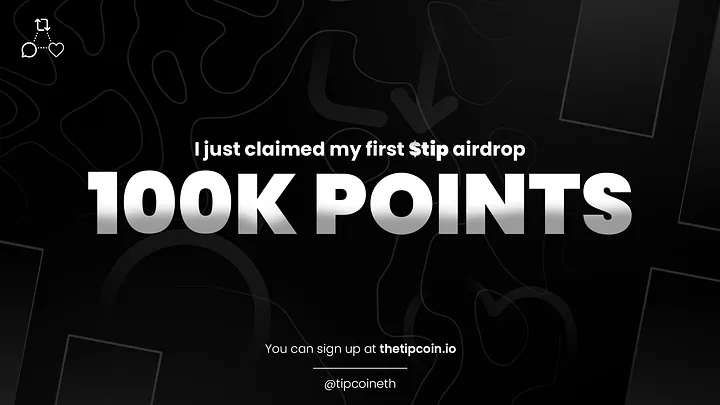 I just claimed my first $tip airdrop
100K POINTS
You can sign up at thetipcoin.io
@tipcoineth